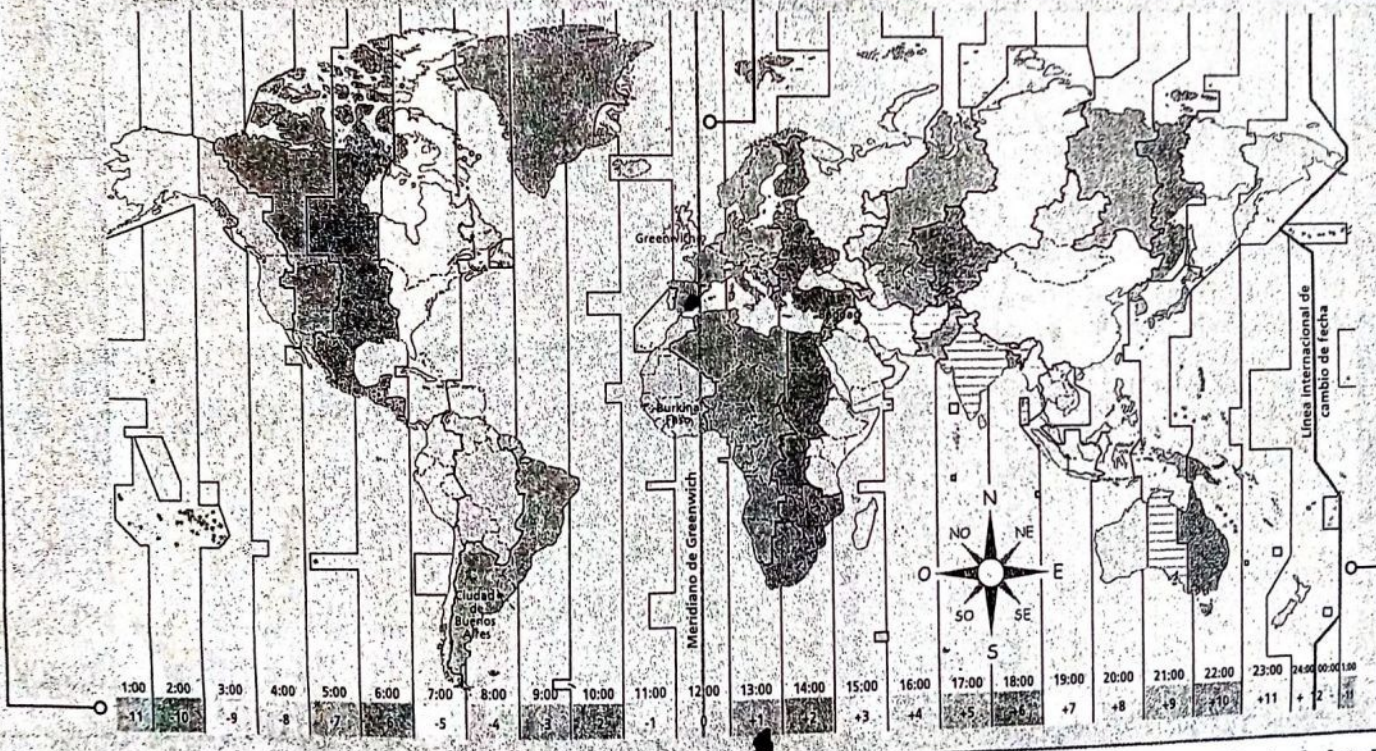 Greenwich
Burkina
Faso
Meridiano de Greenwich
Ciudad
de
Buenos
Aires
N
NO
NE
O
E
SO
SE
S
Línea internacional de
cambio de fecha
1:00 2:00 3:00 4:00 5:00 6:00 7:00 8:00 9:00 10:00 11:00 12:00 13:00 14:00 15:00 16:00 17:00 18:00 19:00 20:00 21:00 22:00 23:00 24:00 00:00 1:00
-11 -10 -9 -8 -7 -6 -5 -4 -3 -2 -1 0 +1 +2 +3 +4 +5 +6 +7 +8 +9 +10 +11 +12 -11